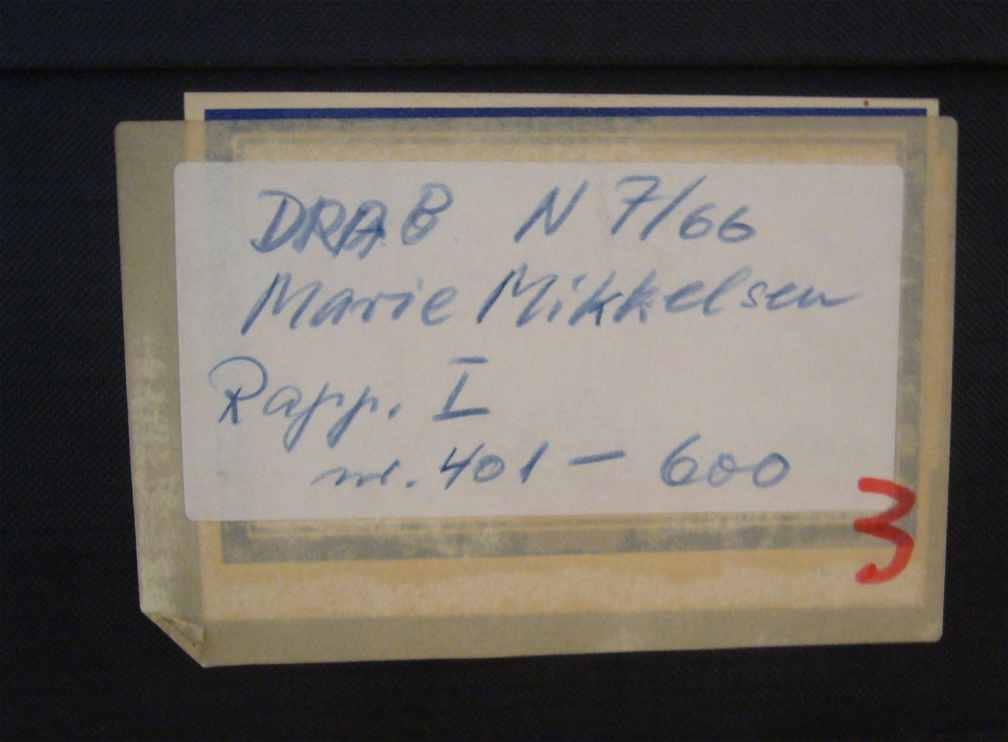 DRAB N 7/66
Marie Mikkelsen
Rapp. I
nr. 401 - 600
3